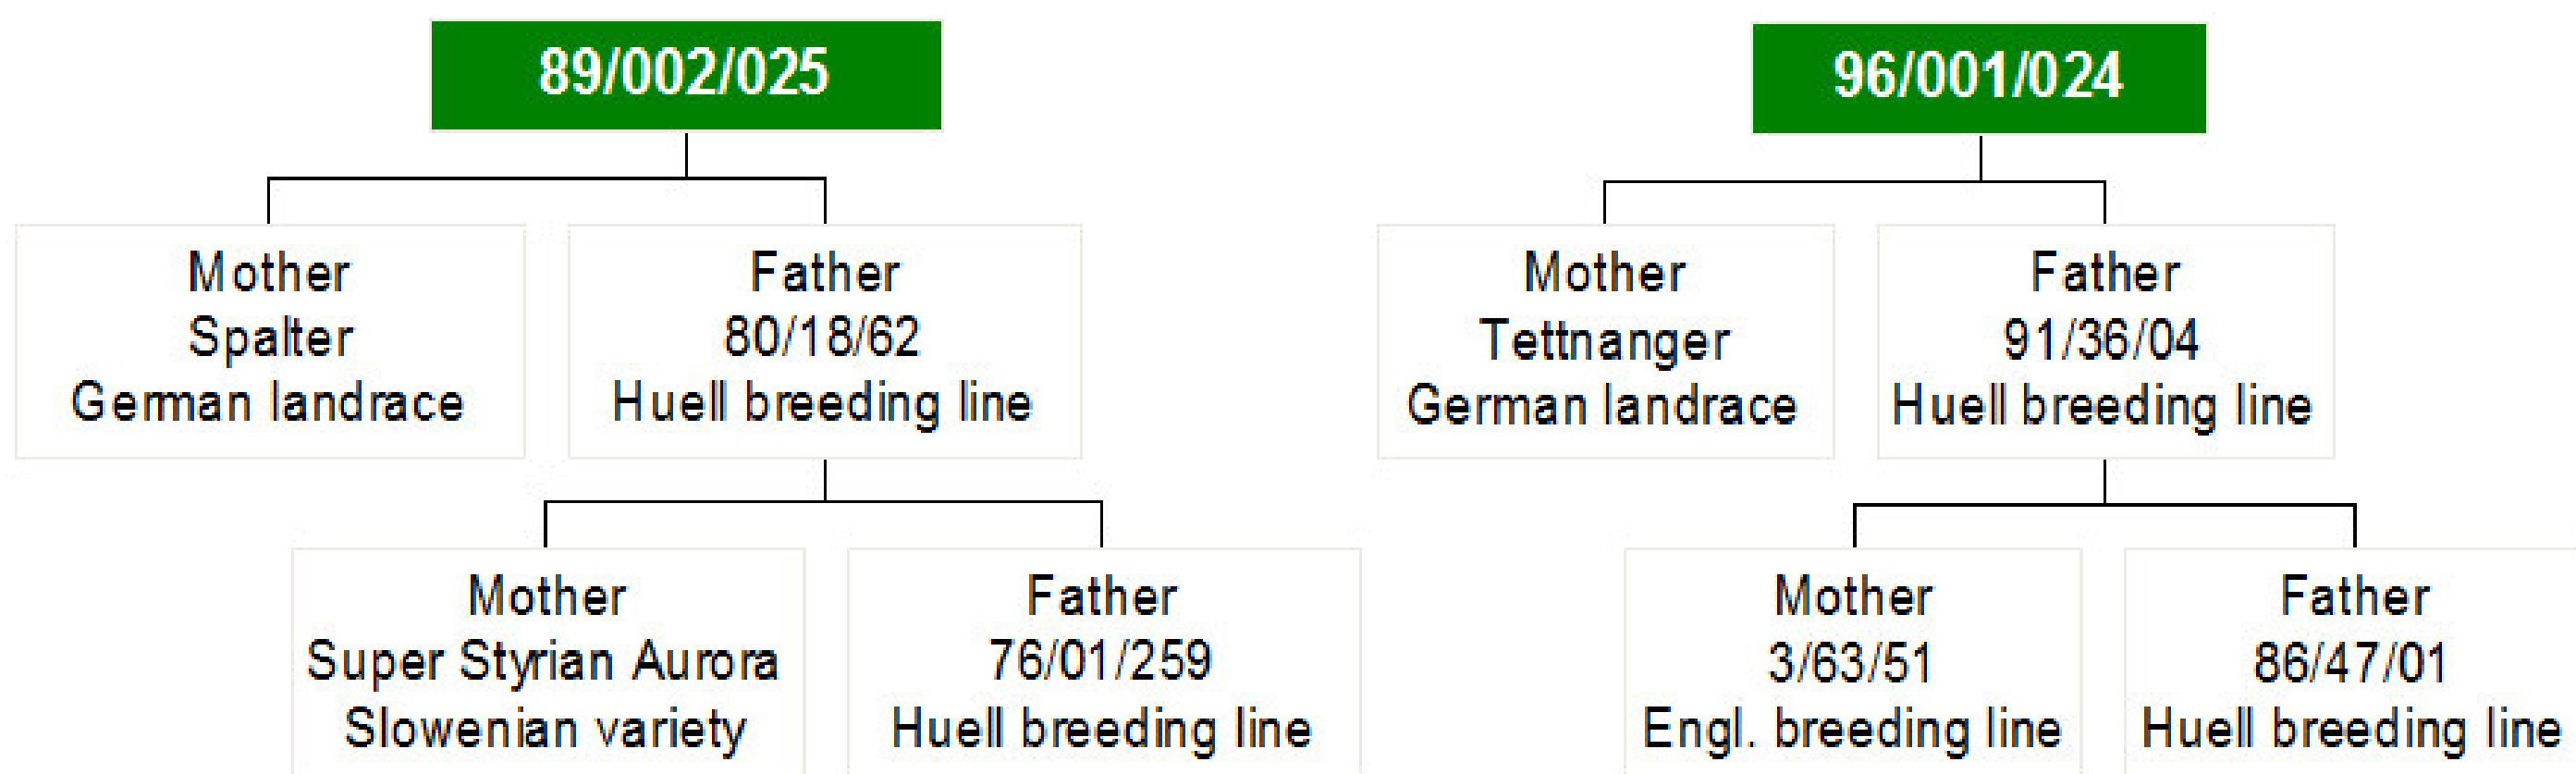 89/002/025
Mother
Spalter
German landrace
Father
80/18/62
Huell breeding line
Mother
Super Styrian Aurora
Slowenian variety
Father
76/01/259
Huell breeding line
96/001/024
Mother
Tettnanger
German landrace
Father
91/36/04
Huell breeding line
Mother
3/63/51
Engl. breeding line
Father
86/47/01
Huell breeding line